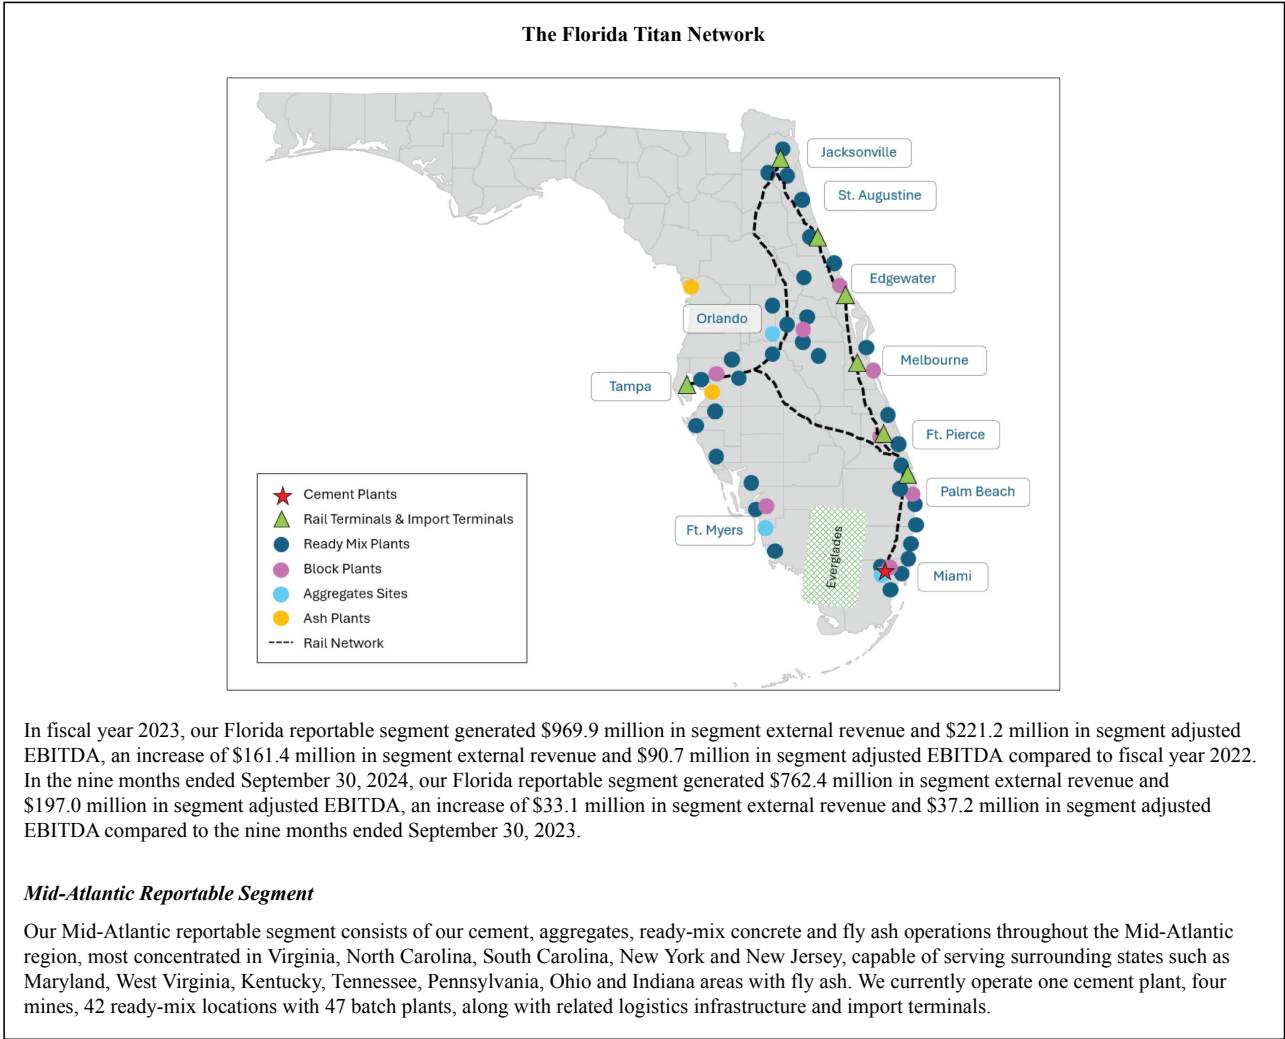 The Florida Titan Network
Jacksonville
St. Augustine
Edgewater
Orlando
Melbourne
Tampa
Ft. Pierce
Cement Plants
Rail Terminals & Import Terminals
Ready Mix Plants
Block Plants
Aggregates Sites
Ash Plants
Rail Network
Palm Beach
Ft. Myers
Everglades
Miami
In fiscal year 2023, our Florida reportable segment generated $969.9 million in segment external revenue and $221.2 million in segment adjusted
EBITDA, an increase of $161.4 million in segment external revenue and $90.7 million in segment adjusted EBITDA compared to fiscal year 2022.
In the nine months ended September 30, 2024, our Florida reportable segment generated $762.4 million in segment external revenue and
$197.0 million in segment adjusted EBITDA, an increase of $33.1 million in segment external revenue and $37.2 million in segment adjusted
EBITDA compared to the nine months ended September 30, 2023.
Mid-Atlantic Reportable Segment
Our Mid-Atlantic reportable segment consists of our cement, aggregates, ready-mix concrete and fly ash operations throughout the Mid-Atlantic
region, most concentrated in Virginia, North Carolina, South Carolina, New York and New Jersey, capable of serving surrounding states such as
Maryland, West Virginia, Kentucky, Tennessee, Pennsylvania, Ohio and Indiana areas with fly ash. We currently operate one cement plant, four
mines, 42 ready-mix locations with 47 batch plants, along with related logistics infrastructure and import terminals.